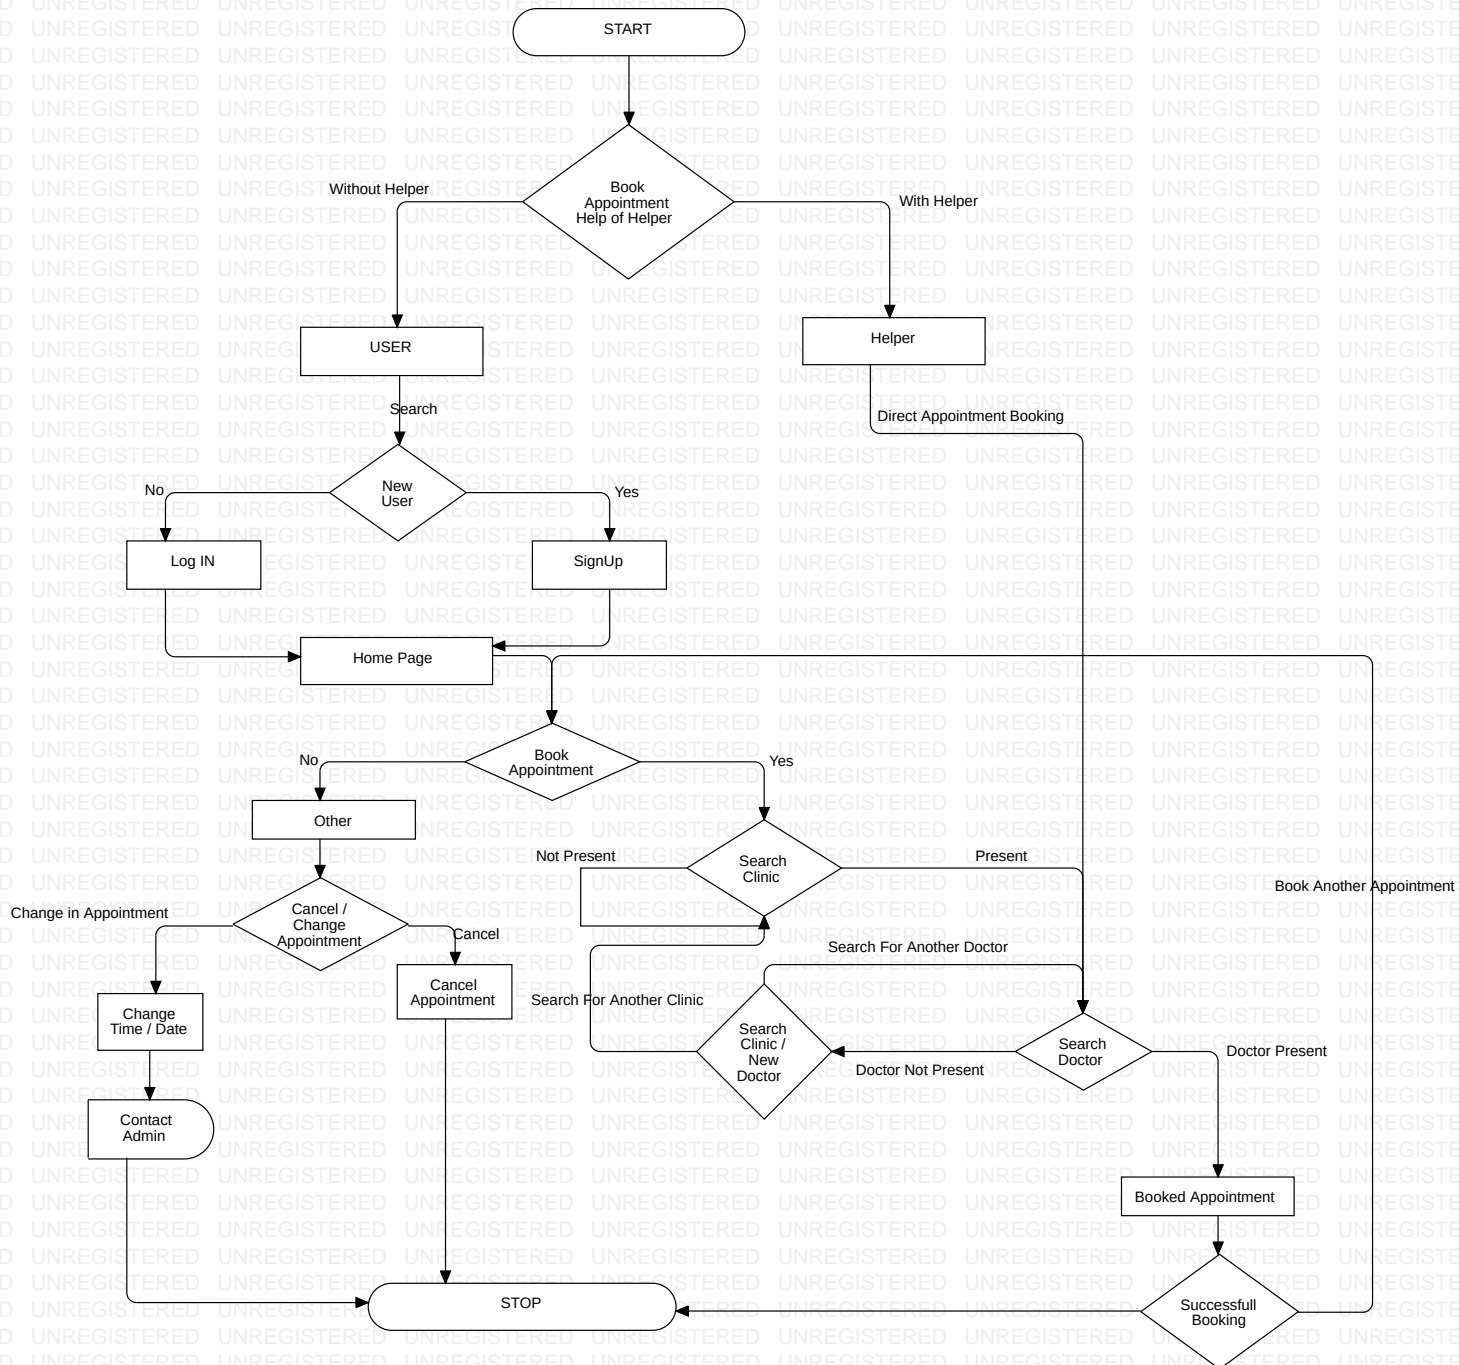 START
Book
Appointment
Help of Helper
Without Helper
With Helper
USER
Helper
Search
Direct Appointment Booking
New
User
No
Yes
Log IN
SignUp
Home Page
Book
Appointment
No
Yes
Other
Not Present
Search
Clinic
Present
Book Another Appointment
Change in Appointment
Cancel /
Change
Appointment
Cancel
Search For Another Doctor
Cancel
Appointment
Search For Another Clinic
Change
Time / Date
Search
Clinic /
New
Doctor
Search
Doctor
Doctor Present
Doctor Not Present
Contact
Admin
Booked Appointment
STOP
Successfull
Booking
UNREGISTERED